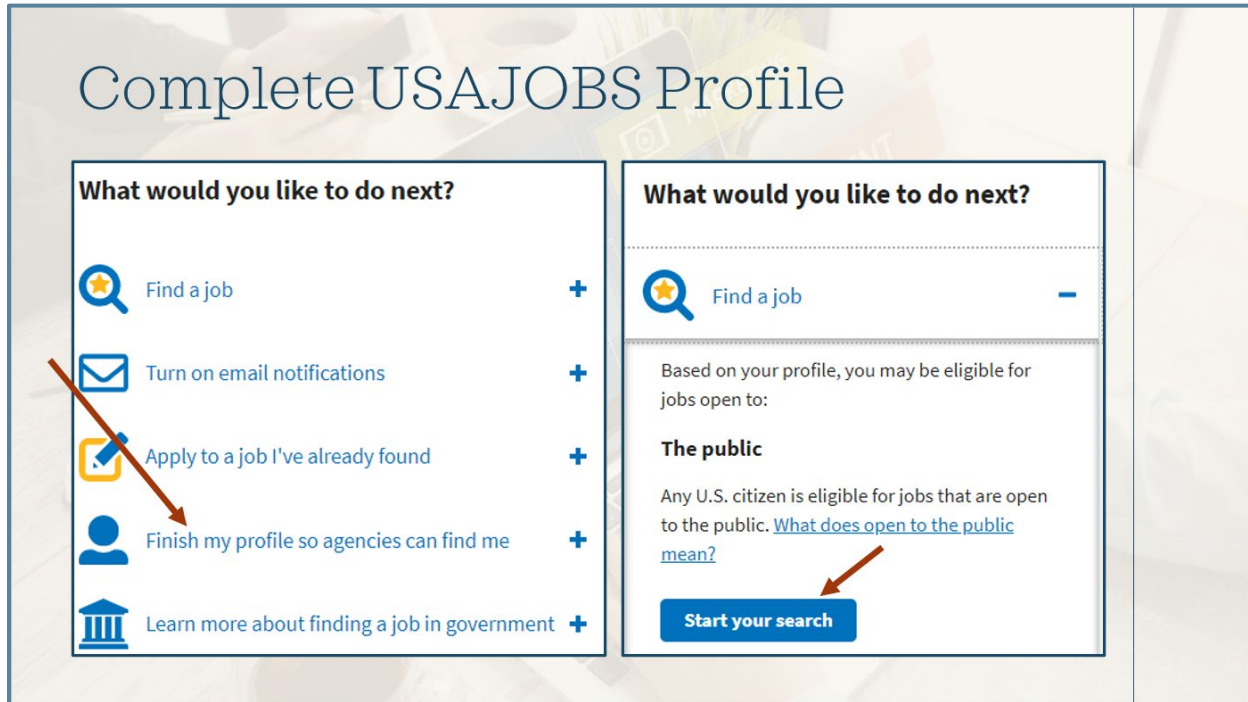 Complete USAJOBS Profile
What would you like to do next?
Find a job
Turn on email notifications
Apply to a job I've already found
Finish my profile so agencies can find me
Learn more about finding a job in government
What would you like to do next?
Find a job
Based on your profile, you may be eligible for
jobs open to:
The public
Any U.S. citizen is eligible for jobs that are open
to the public. What does open to the public
mean?
Start your search